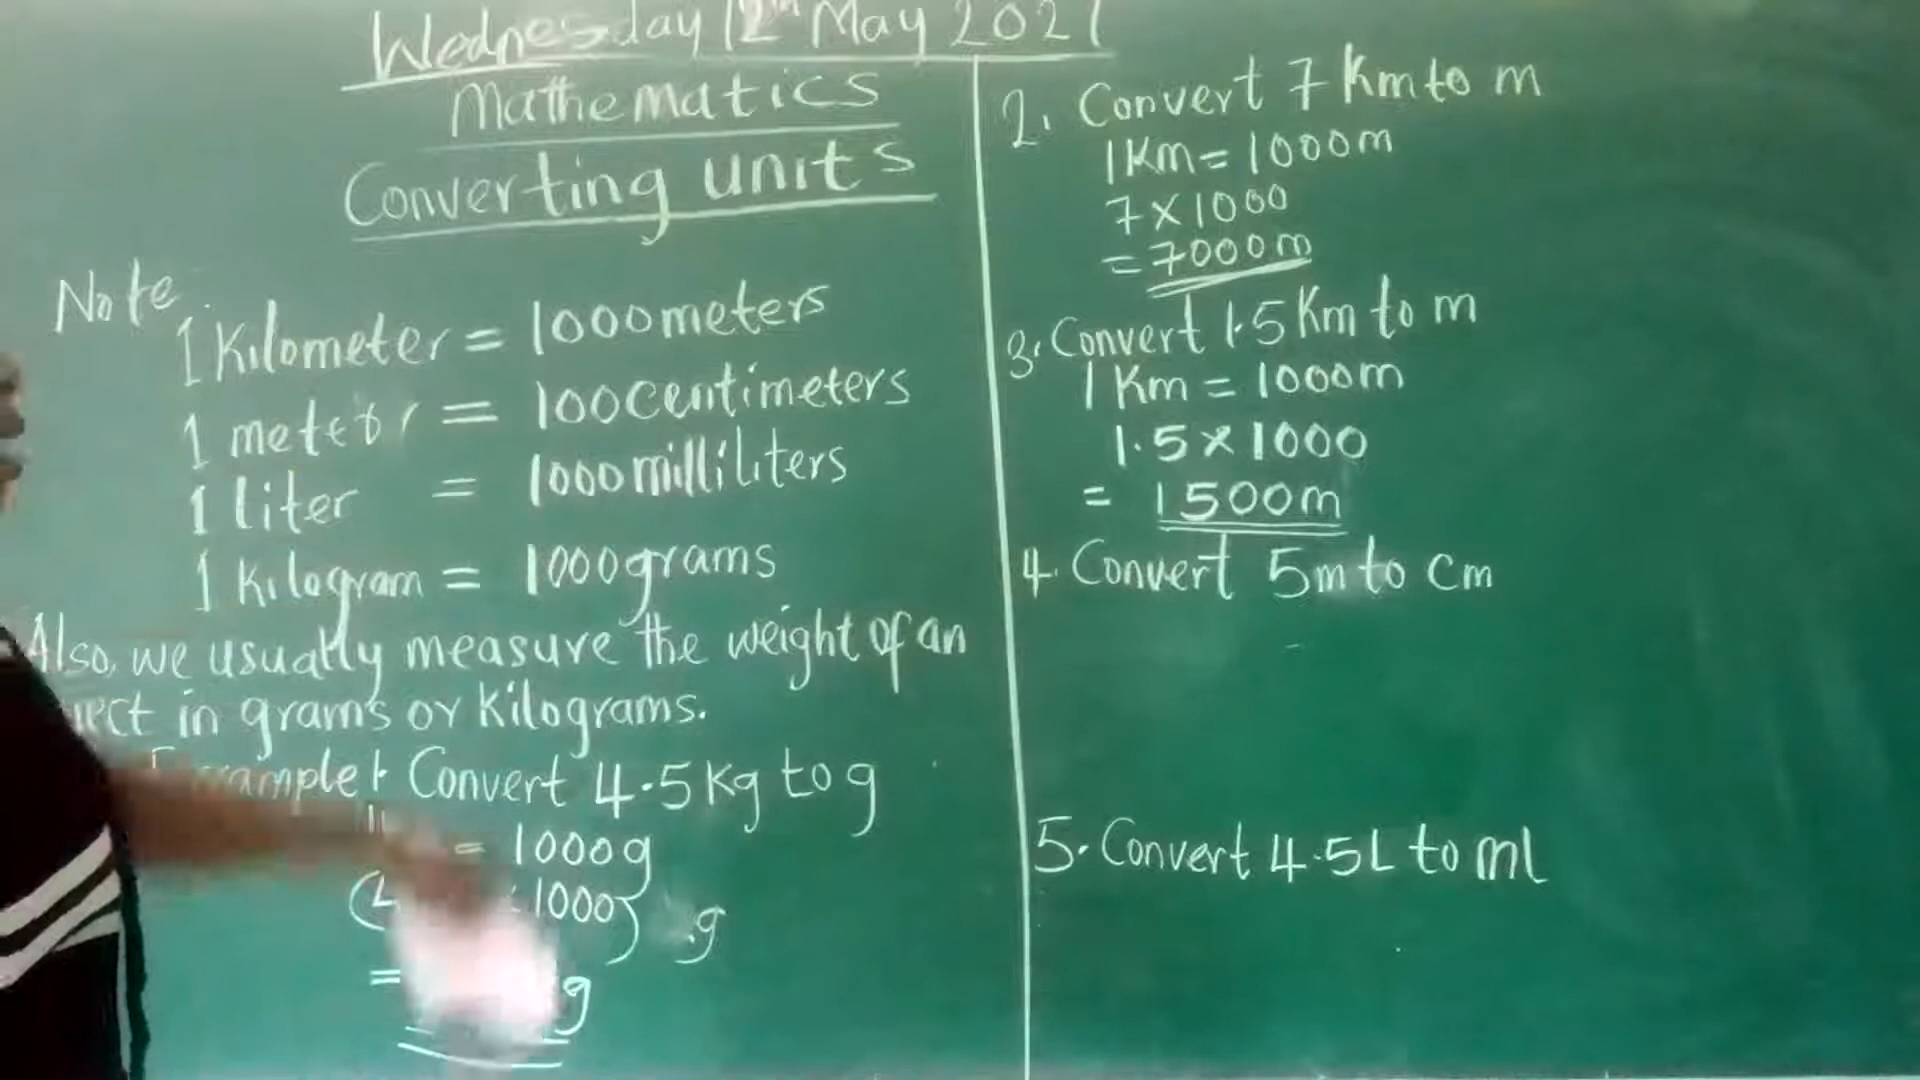 Wednesday 12th May 2021
Mathematics
Converting units
Note
1 Kilometer = 1000 meters
1 meter = 100 centimeters
1 liter = 1000 milliliters
1 kilogram = 1000 grams
Also, we usually measure the weight of an
in grams or kilograms.
Convert 4.5 Kg to g
= 1000g
1000) g
= g
2. Convert 7 Km to m
1 Km = 1000m
7 x 1000
= 7000m
3. Convert 1.5 Km to m
1 Km = 1000m
1.5 x 1000
= 1500m
4. Convert 5m to cm
5. Convert 4.5L to ml